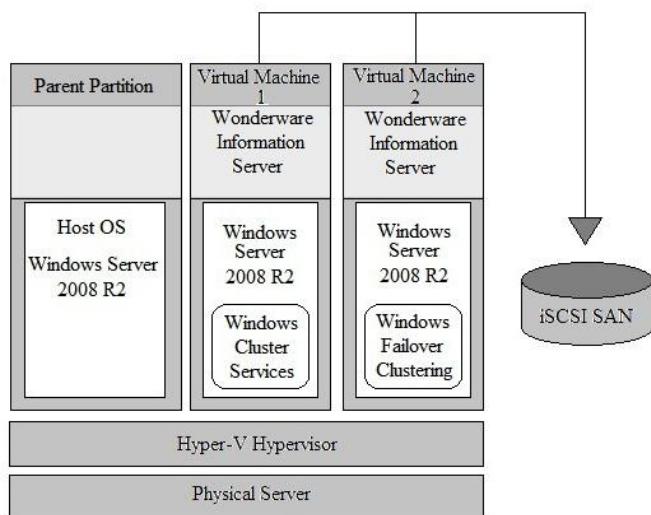 Parent Partition
Host OS
Windows Server
2008 R2
Virtual Machine
1
Wonderware
Information
Server
Windows
Server
2008 R2
Windows
Cluster
Services
Virtual Machine
2
Wonderware
Information
Server
Windows
Server
2008 R2
Windows
Failover
Clustering
iSCSI SAN
Hyper-V Hypervisor
Physical Server